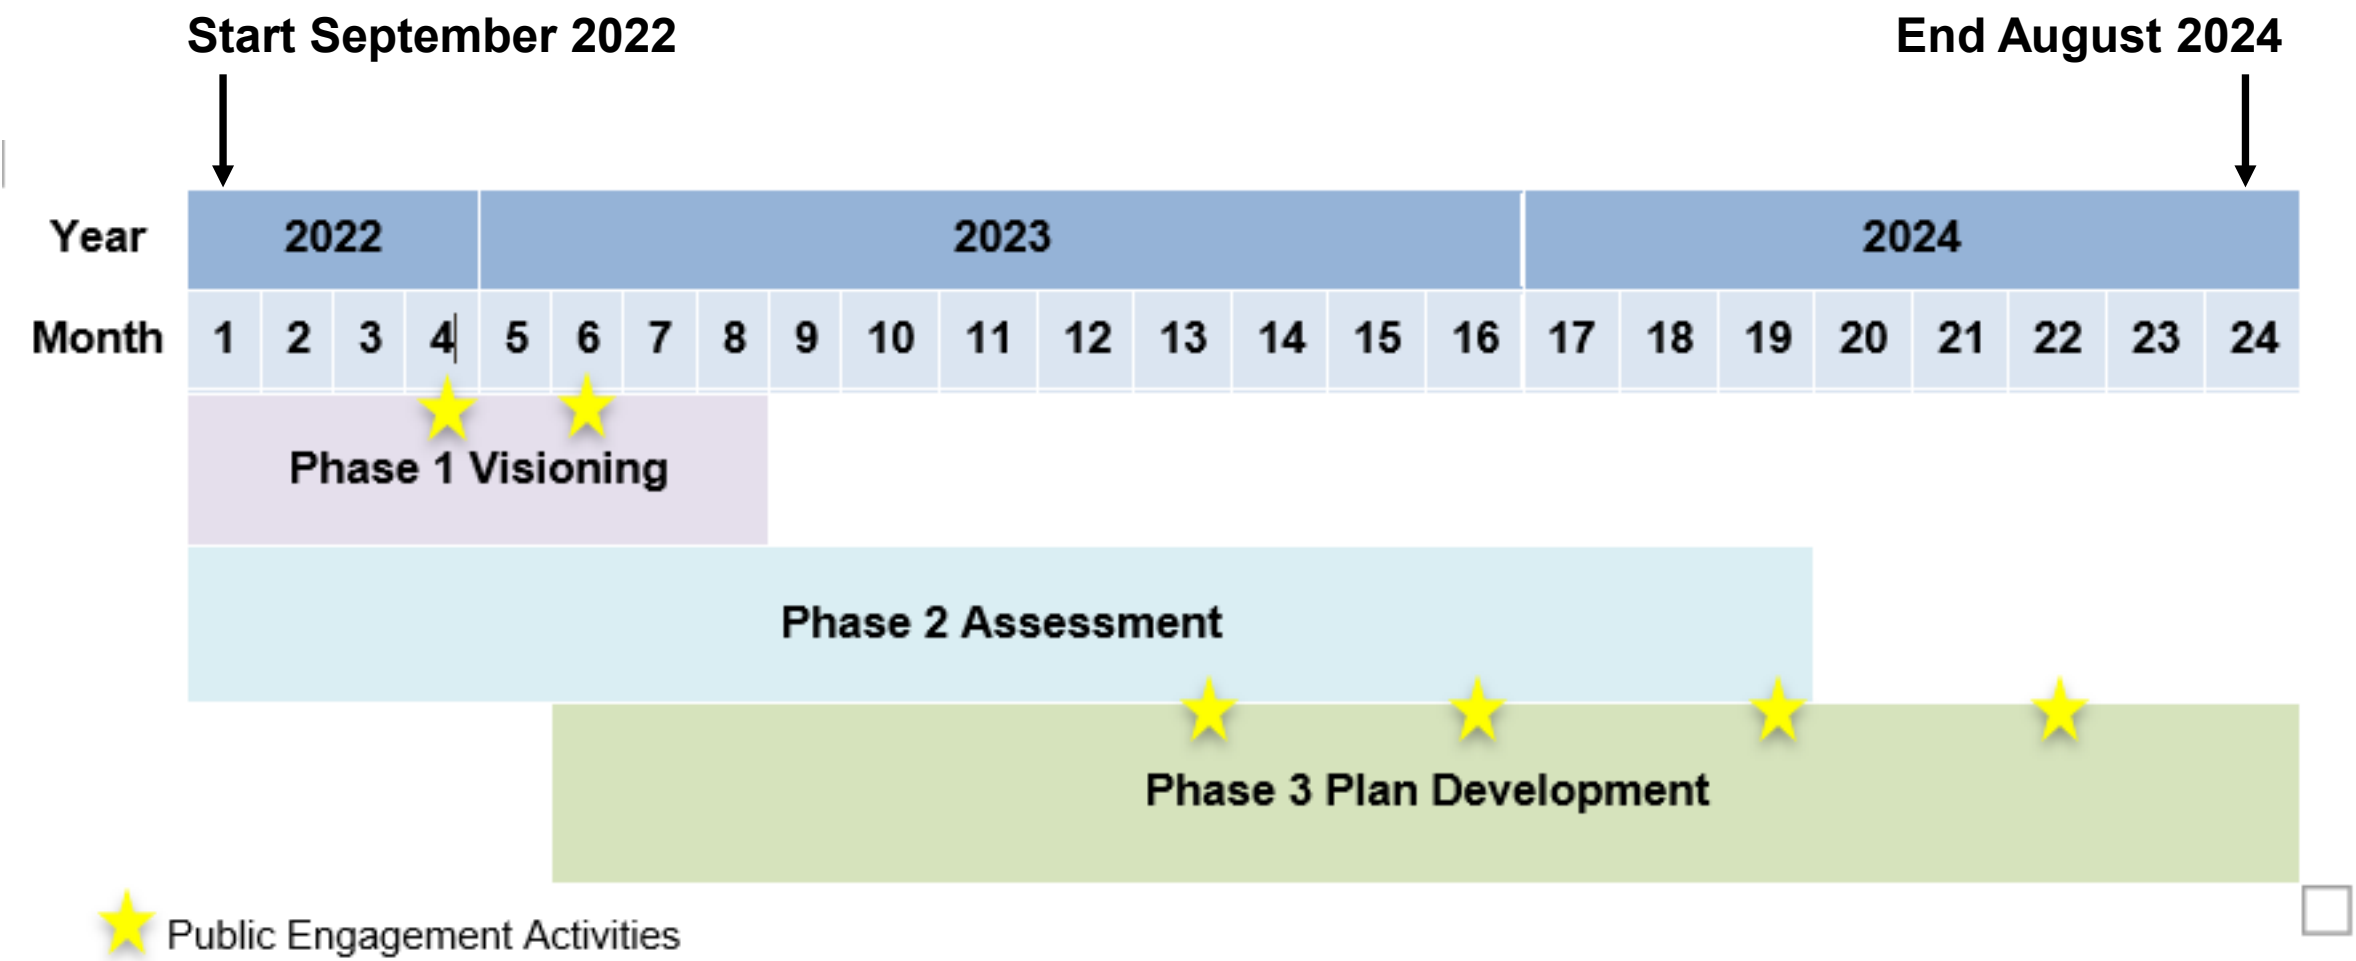 Start September 2022 End August 2024
Year 2022 2023 2024
Month 1 2 3 4 5 6 7 8 9 10 11 12 13 14 15 16 17 18 19 20 21 22 23 24
Phase 1 Visioning
Phase 2 Assessment
Phase 3 Plan Development
Public Engagement Activities